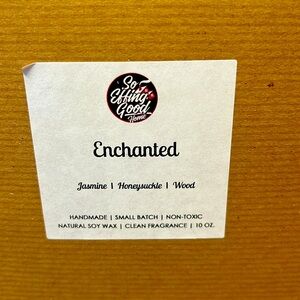 So
Effing
Good
Home
Enchanted
Jasmine | Honeysuckle | Wood
HANDMADE | SMALL BATCH | NON-TOXIC
NATURAL SOY WAX | CLEAN FRAGRANCE | 10 OZ.